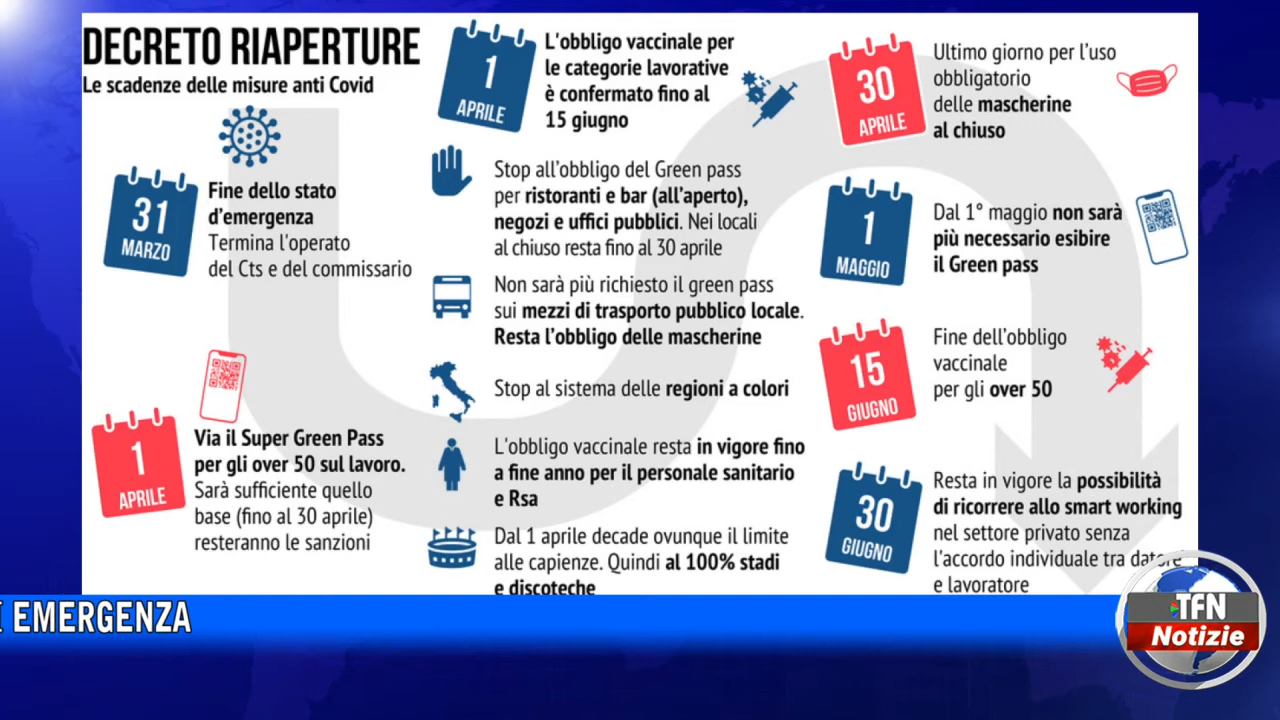 DECRETO RIAPERTURE
Le scadenze delle misure anti Covid
31
MARZO
Fine dello stato
d'emergenza
Termina l'operato
del Cts e del commissario
1
APRILE
Via il Super Green Pass
per gli over 50 sul lavoro.
Sarà sufficiente quello
base (fino al 30 aprile)
resteranno le sanzioni
1
APRILE
L'obbligo vaccinale per
le categorie lavorative
è confermato fino al
15 giugno
Stop all'obbligo del Green pass
per ristoranti e bar (all'aperto),
negozi e uffici pubblici. Nei locali
al chiuso resta fino al 30 aprile
Non sarà più richiesto il green pass
sui mezzi di trasporto pubblico locale.
Resta l'obbligo delle mascherine
Stop al sistema delle regioni a colori
L'obbligo vaccinale resta in vigore fino
a fine anno per il personale sanitario
e Rsa
Dal 1 aprile decade ovunque il limite
alle capienze. Quindi al 100% stadi
e discoteche
30
APRILE
Ultimo giorno per l'uso
obbligatorio
delle mascherine
al chiuso
1
MAGGIO
Dal 1° maggio non sarà
più necessario esibire
il Green pass
15
GIUGNO
Fine dell'obbligo
vaccinale
per gli over 50
30
GIUGNO
Resta in vigore la possibilità
di ricorrere allo smart working
nel settore privato senza
l'accordo individuale tra datore
e lavoratore
I EMERGENZA
TFN
Notizie